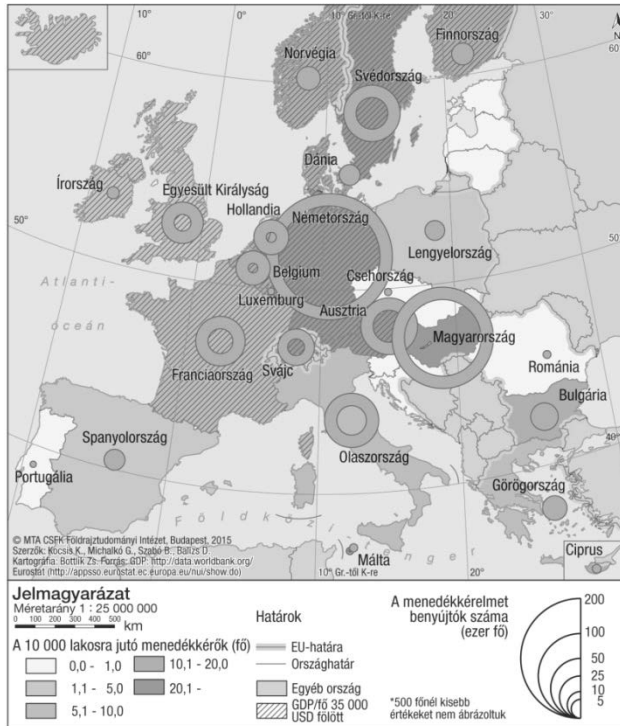 10°
0°
10° Gr.-től K-re
20°
30°
N
60°
60°
Norvégia
Finnország
Svédország
Dánia
Írország
Egyesült Királyság
Hollandia
Németország
50°
50°
Lengyelország
Belgium
Csehország
Atlanti-
óceán
Luxemburg
Ausztria
Magyarország
Franciaország
Svájc
Románia
Bulgária
Spanyolország
40°
Portugália
Olaszország
Görögország
Földközi-tenger
© MTA CSFK Földrajztudományi Intézet, Budapest, 2015
Szerzők: Kocsis K., Michalkó G., Szabó B., Balizs D.
Kartográfia: Bottlik Zs. Forrás: GDP: http://data.worldbank.org/
Eurostat (http://appsso.eurostat.ec.europa.eu/nui/show.do)
Málta
Ciprus
10° Gr.-től K-re
20°
Jelmagyarázat
Méretarány 1 : 25 000 000
0 100 200 300 400 500
km
A 10 000 lakosra jutó menedékkérők (fő)
0,0 - 1,0
1,1 - 5,0
5,1 - 10,0
10,1 - 20,0
20,1 -
Határok
EU-határa
Országhatár
Egyéb ország
GDP/fő 35 000
USD fölött
A menedékkérelmet
benyújtók száma
(ezer fő)
200
100
50
25
10
5
*500 főnél kisebb
értékeket nem ábrázoltuk